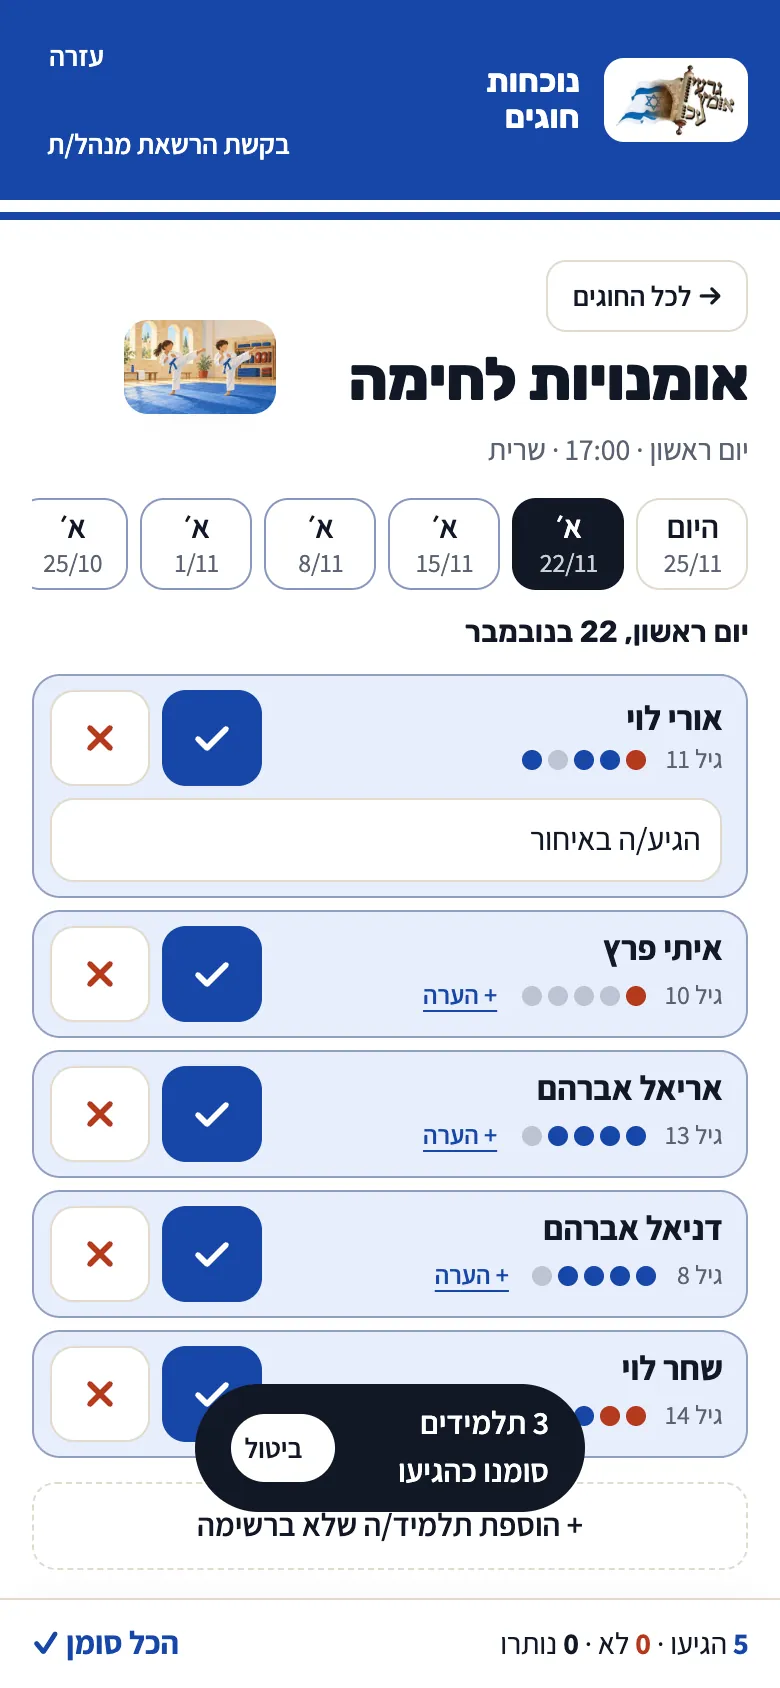 גרעין
אומץ
לכיש
נוכחות
חוגים
עזרה
בקשת הרשאת מנהל/ת
→ לכל החוגים
אומנויות לחימה
יום ראשון · 17:00 · שרית
היום
25/11
א׳
22/11
א׳
15/11
א׳
8/11
א׳
1/11
א׳
25/10
יום ראשון, 22 בנובמבר
אורי לוי
גיל 11
הגיע/ה באיחור
איתי פרץ
גיל 10
+ הערה
אריאל אברהם
גיל 13
+ הערה
דניאל אברהם
גיל 8
+ הערה
שחר לוי
גיל 14
3 תלמידים
סומנו כהגיעו
ביטול
+ הוספת תלמיד/ה שלא ברשימה
5 הגיעו · 0 לא · 0 נותרו
הכל סומן ✓